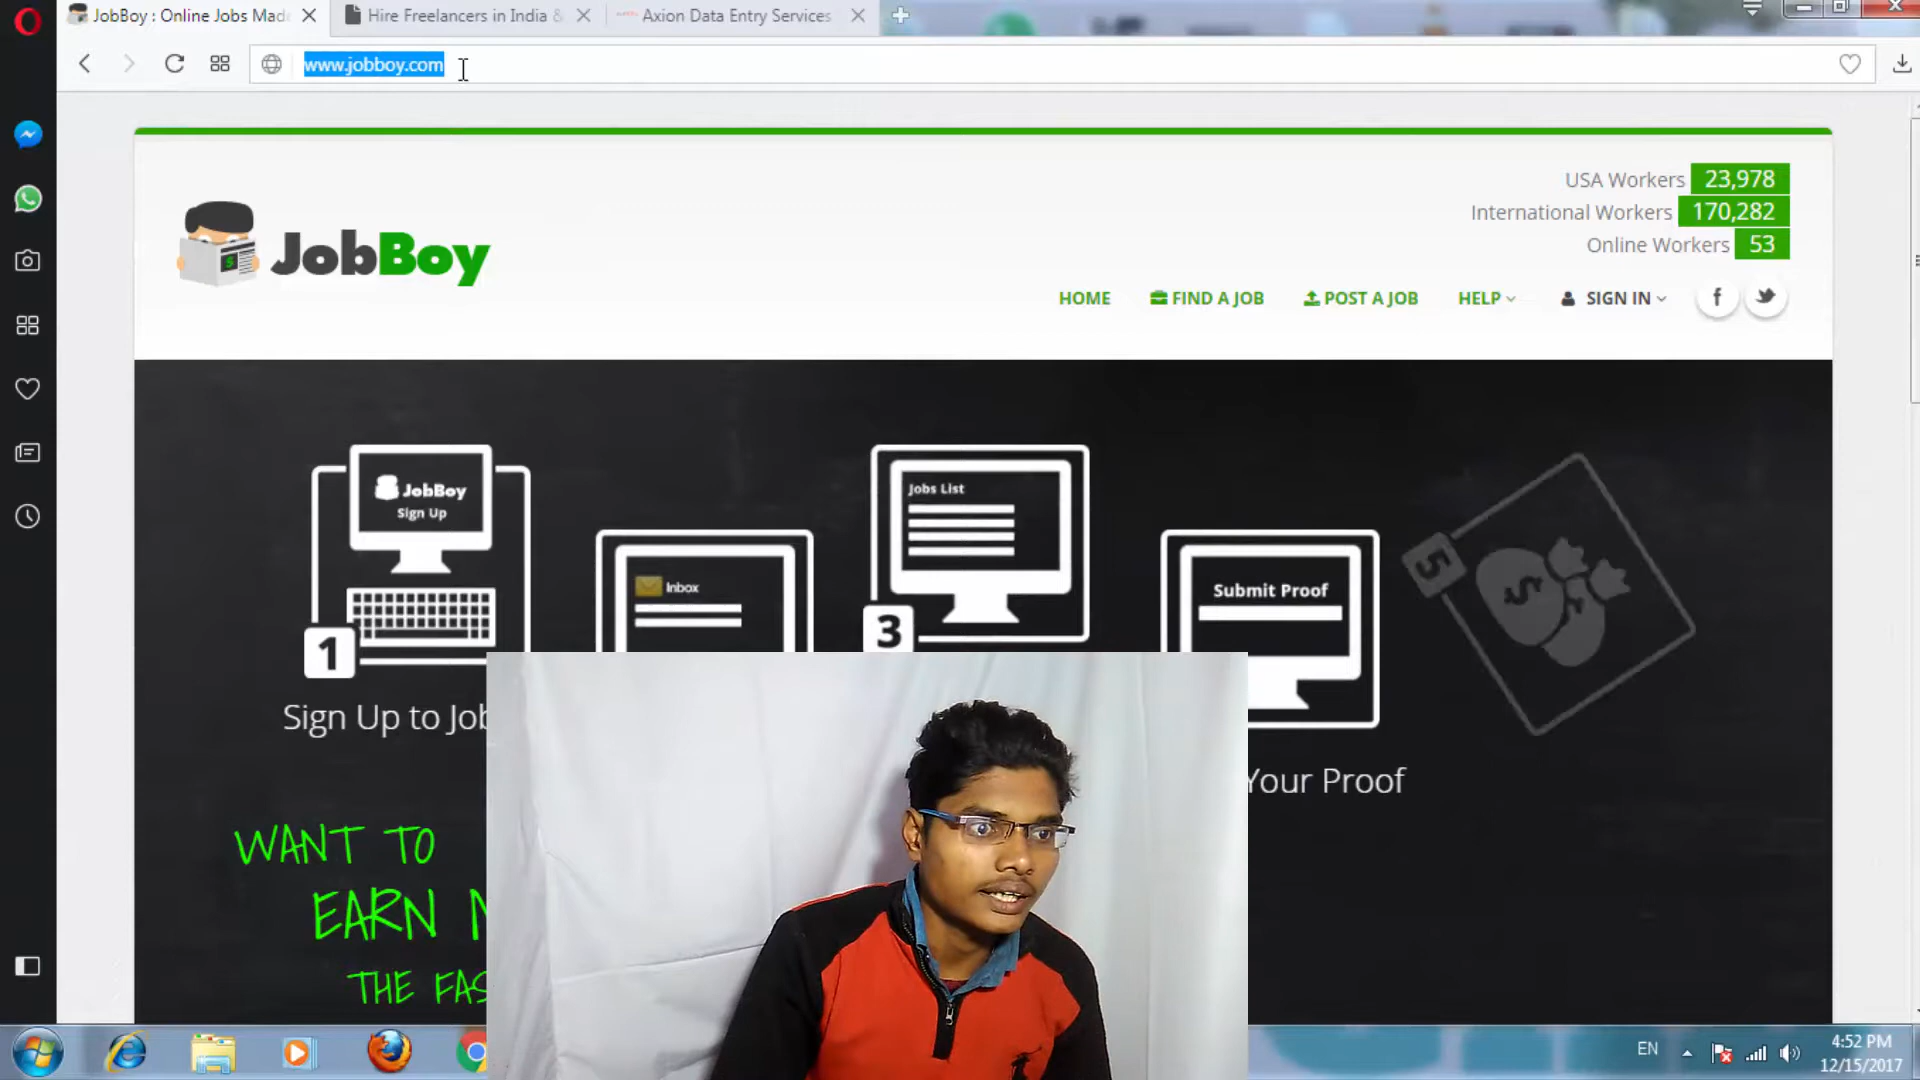 JobBoy : Online Jobs Made
Hire Freelancers in India &
Axion Data Entry Services
www.jobboy.com
USA Workers 23,978
International Workers 170,282
Online Workers 53
JobBoy
HOME
FIND A JOB
POST A JOB
HELP
SIGN IN
JobBoy
Sign Up
1
Inbox
Jobs List
3
Submit Proof
5
Sign Up to Job
Your Proof
WANT TO
EARN
THE FAS
EN
4:52 PM
12/15/2017